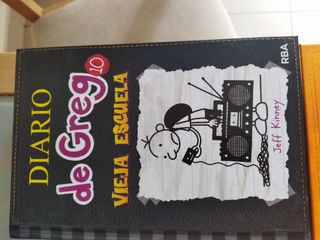 DIARIO
de Greg
10
VIEJA ESCUELA
Jeff Kinney
RBA